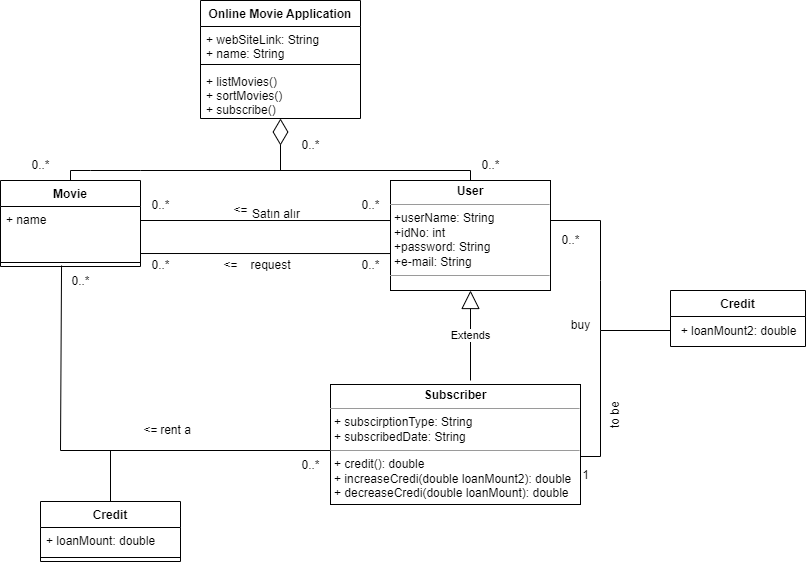 Online Movie Application
+ webSiteLink: String
+ name: String
+ listMovies()
+ sortMovies()
+ subscribe()
0..*
0..*
0..*
Movie
+ name
0..*
<= Satın alır
0..*
0..*
<= request
0..*
User
+userName: String
+idNo: int
+password: String
+e-mail: String
0..*
0..*
Extends
buy
Credit
+ loanMount2: double
to be
Subscriber
+ subscirptionType: String
+ subscribedDate: String
+ credit(): double
+ increaseCredi(double loanMount2): double
+ decreaseCredi(double loanMount): double
<= rent a
0..*
1
Credit
+ loanMount: double